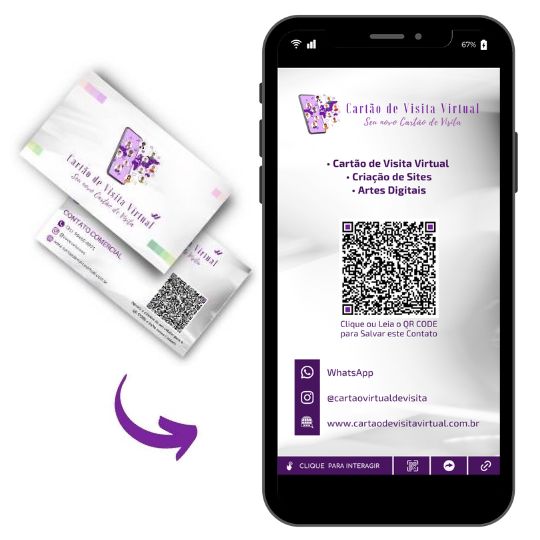 Cartão de Visita Virtual
Seu novo Cartão de Visita
CONTATO COMERCIAL
67%
Cartão de Visita Virtual
Seu novo Cartão de Visita
• Cartão de Visita Virtual
• Criação de Sites
• Artes Digitais
Clique ou Leia o QR CODE
para Salvar este Contato
WhatsApp
@cartaovirtualdevisita
www.cartaodevisitavirtual.com.br
CLIQUE PARA INTERAGIR